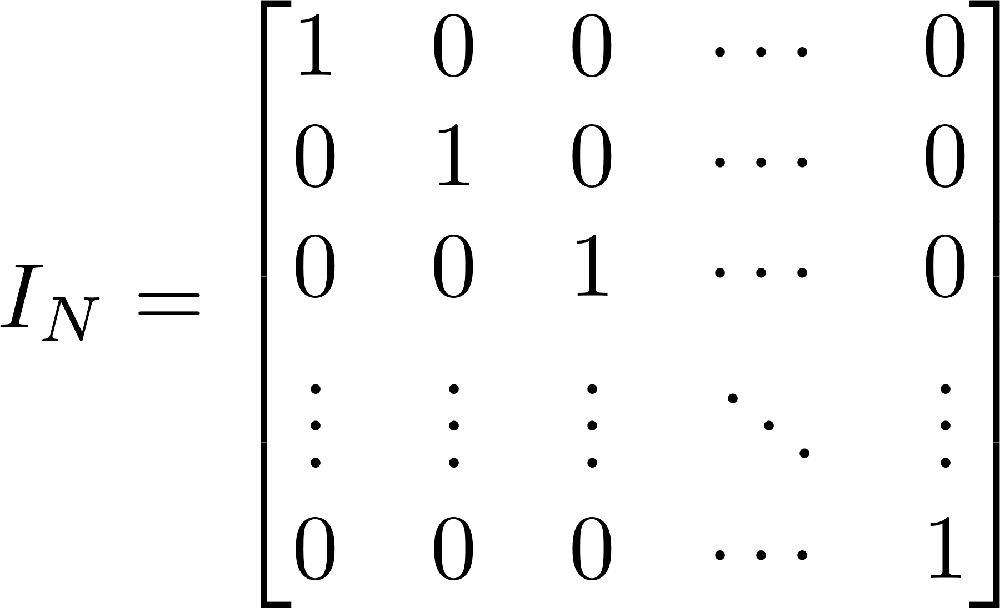 1 0 0 ⋯ 0
0 1 0 ⋯ 0
I_N = 0 0 1 ⋯ 0
⋮ ⋮ ⋮ ⋱ ⋮
0 0 0 ⋯ 1